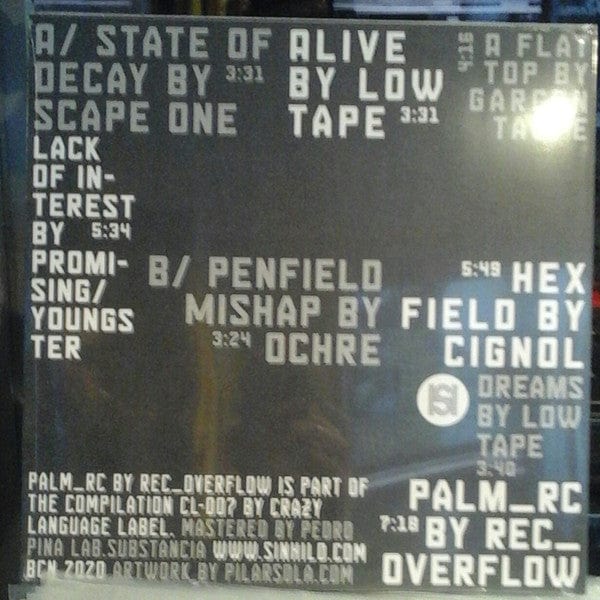 A/ STATE OF
DECAY BY 3:31
SCAPE ONE
ALIVE
BY LOW
TAPE 3:31
4:16 A FLAT
TOP BY
GARÇON
TAUPE
LACK
OF IN-
TEREST
BY 5:34
PROMI-
SING/
YOUNGS
TER
B/ PENFIELD
MISHAP BY
3:24 OCHRE
5:49 HEX
FIELD BY
CIGNOL
DREAMS
BY LOW
TAPE
3:40
PALM_RC
7:18 BY REC_
OVERFLOW
PALM_RC BY REC_OVERFLOW IS PART OF
THE COMPILATION CL-007 BY CRAZY
LANGUAGE LABEL. MASTERED BY PEDRO
PINA LAB.SUBSTANCIA WWW.SINHILO.COM
BCN 2020 ARTWORK BY PILARSOLA.COM